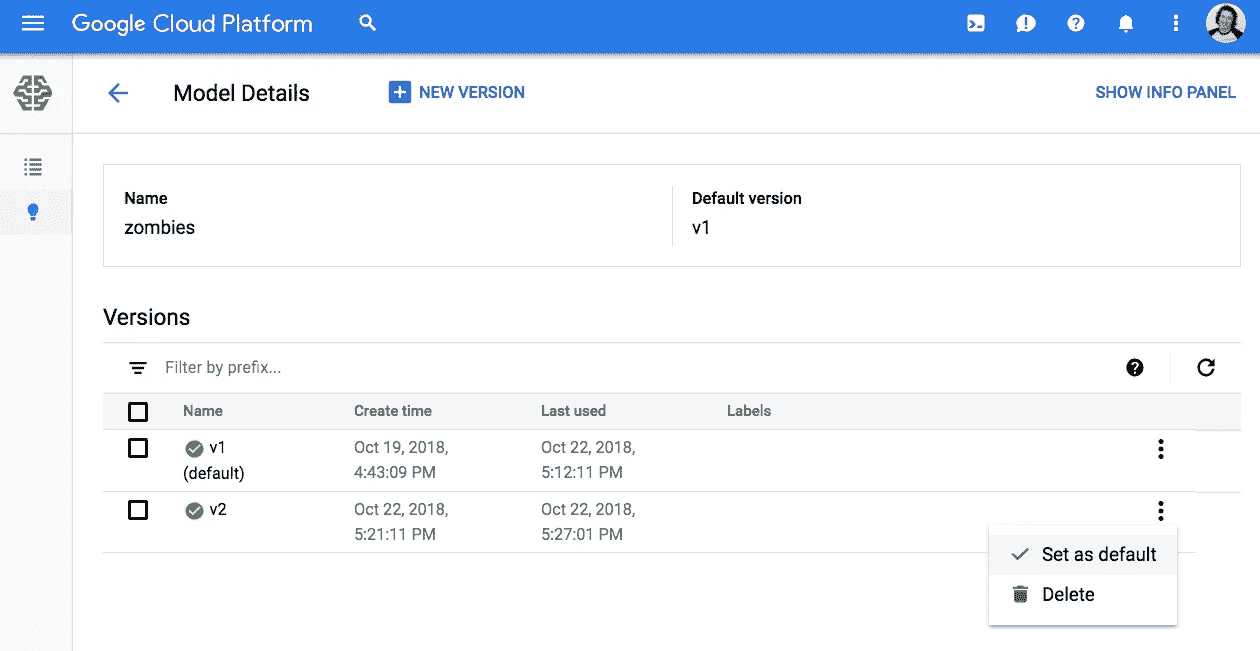 Google Cloud Platform
Model Details
NEW VERSION
SHOW INFO PANEL
Name
Default version
zombies
v1
Versions
Filter by prefix...
Name Create time Last used Labels
v1 Oct 19, 2018, Oct 22, 2018,
(default) 4:43:09 PM 5:12:11 PM
v2 Oct 22, 2018, Oct 22, 2018,
5:21:11 PM 5:27:01 PM
Set as default
Delete